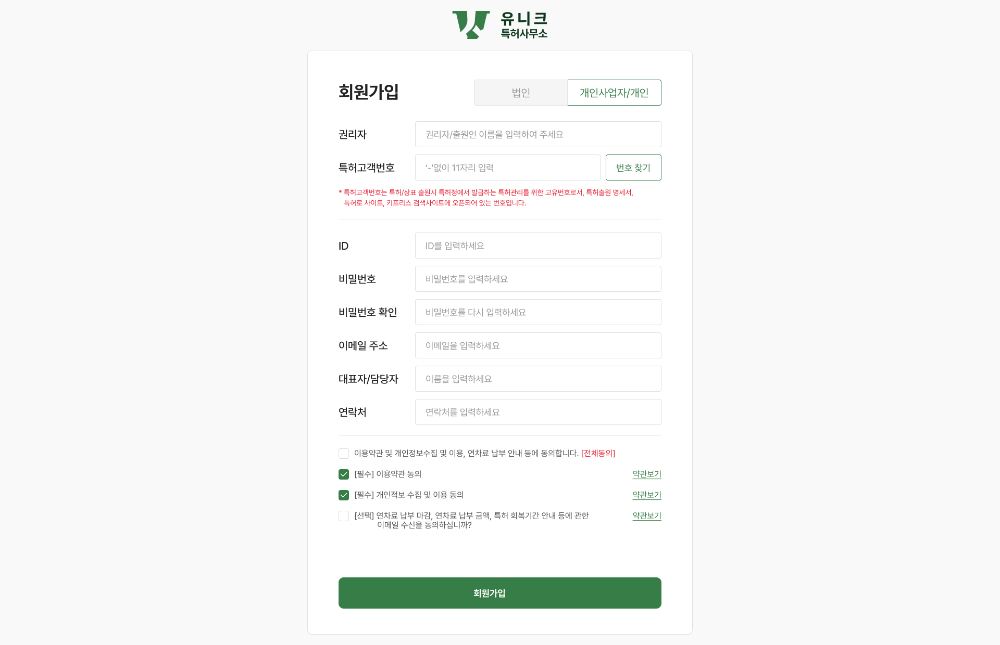 유니크
특허사무소
회원가입
법인
개인사업자/개인
권리자
권리자/출원인 이름을 입력하여 주세요
특허고객번호
‘-’없이 11자리 입력
번호 찾기
* 특허고객번호는 특허/상표 출원시 특허청에서 발급하는 특허관리를 위한 고유번호로서, 특허출원 명세서,
특허로 사이트, 키프리스 검색사이트에 오픈되어 있는 번호입니다.
ID
ID를 입력하세요
비밀번호
비밀번호를 입력하세요
비밀번호 확인
비밀번호를 다시 입력하세요
이메일 주소
이메일을 입력하세요
대표자/담당자
이름을 입력하세요
연락처
연락처를 입력하세요
이용약관 및 개인정보수집 및 이용, 연차료 납부 안내 등에 동의합니다. [전체동의]
[필수] 이용약관 동의
약관보기
[필수] 개인적보 수집 및 이용 동의
약관보기
[선택] 연차료 납부 마감, 연차료 납부 금액, 특허 회복기간 안내 등에 관한
약관보기
이메일 수신을 동의하십니까?
회원가입